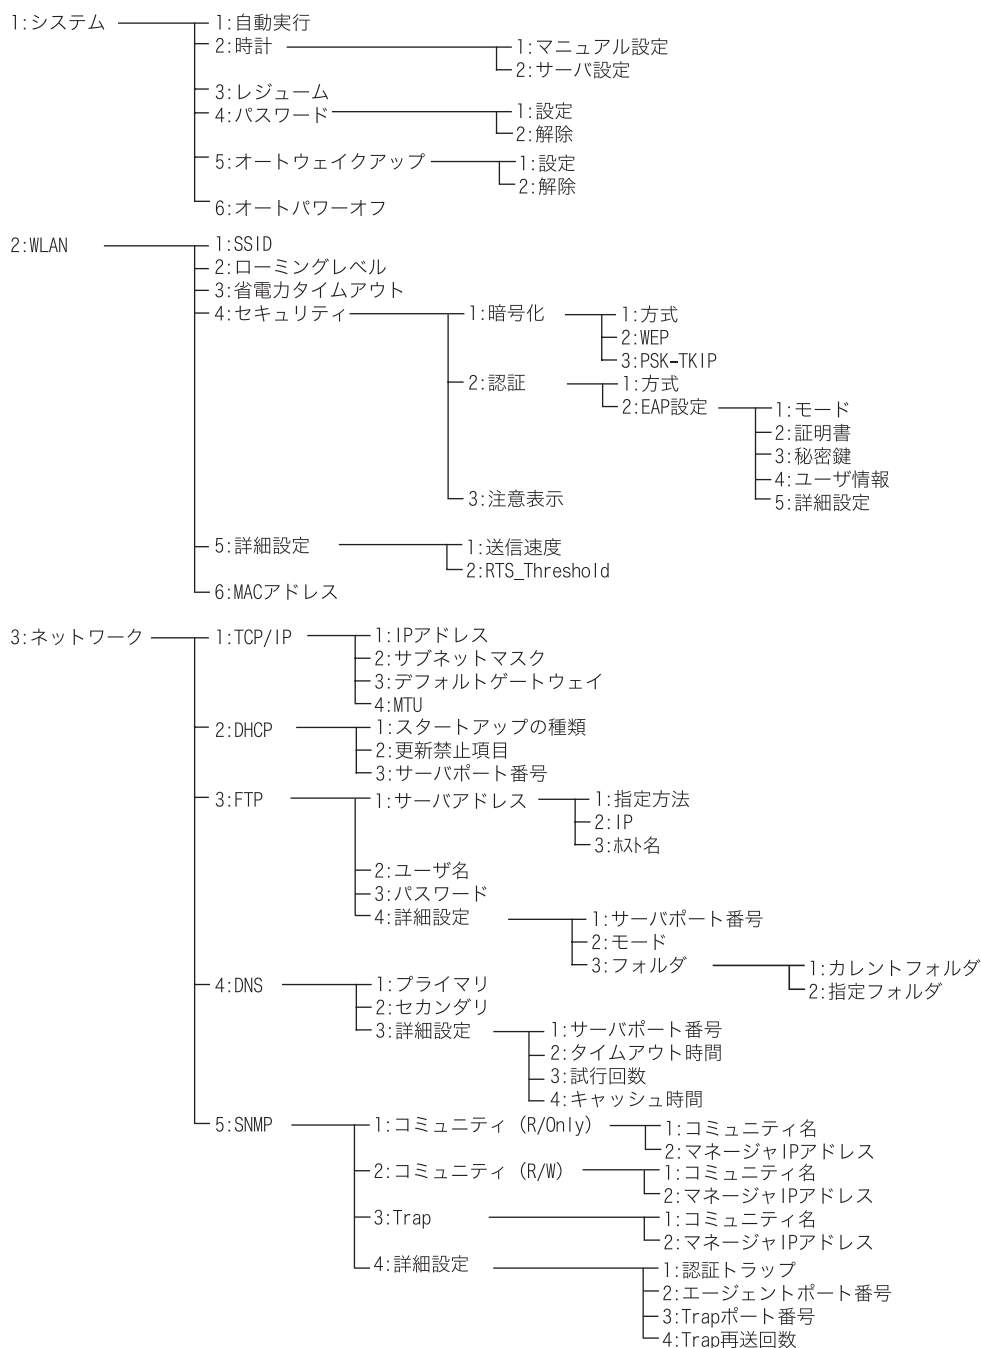 1:システム
1:自動実行
2:時計
1:マニュアル設定
2:サーバ設定
3:レジューム
4:パスワード
1:設定
2:解除
5:オートウェイクアップ
1:設定
2:解除
6:オートパワーオフ
2:WLAN
1:SSID
2:ローミングレベル
3:省電力タイムアウト
4:セキュリティ
1:暗号化
1:方式
2:WEP
3:PSK-TKIP
2:認証
1:方式
2:EAP設定
1:モード
2:証明書
3:秘密鍵
4:ユーザ情報
5:詳細設定
3:注意表示
5:詳細設定
1:送信速度
2:RTS_Threshold
6:MACアドレス
3:ネットワーク
1:TCP/IP
1:IPアドレス
2:サブネットマスク
3:デフォルトゲートウェイ
4:MTU
2:DHCP
1:スタートアップの種類
2:更新禁止項目
3:サーバポート番号
3:FTP
1:サーバアドレス
1:指定方法
2:IP
3:ﾎｽﾄ名
2:ユーザ名
3:パスワード
4:詳細設定
1:サーバポート番号
2:モード
3:フォルダ
1:カレントフォルダ
2:指定フォルダ
4:DNS
1:プライマリ
2:セカンダリ
3:詳細設定
1:サーバポート番号
2:タイムアウト時間
3:試行回数
4:キャッシュ時間
5:SNMP
1:コミュニティ (R/Only)
1:コミュニティ名
2:マネージャIPアドレス
2:コミュニティ (R/W)
1:コミュニティ名
2:マネージャIPアドレス
3:Trap
1:コミュニティ名
2:マネージャIPアドレス
4:詳細設定
1:認証トラップ
2:エージェントポート番号
3:Trapポート番号
4:Trap再送回数